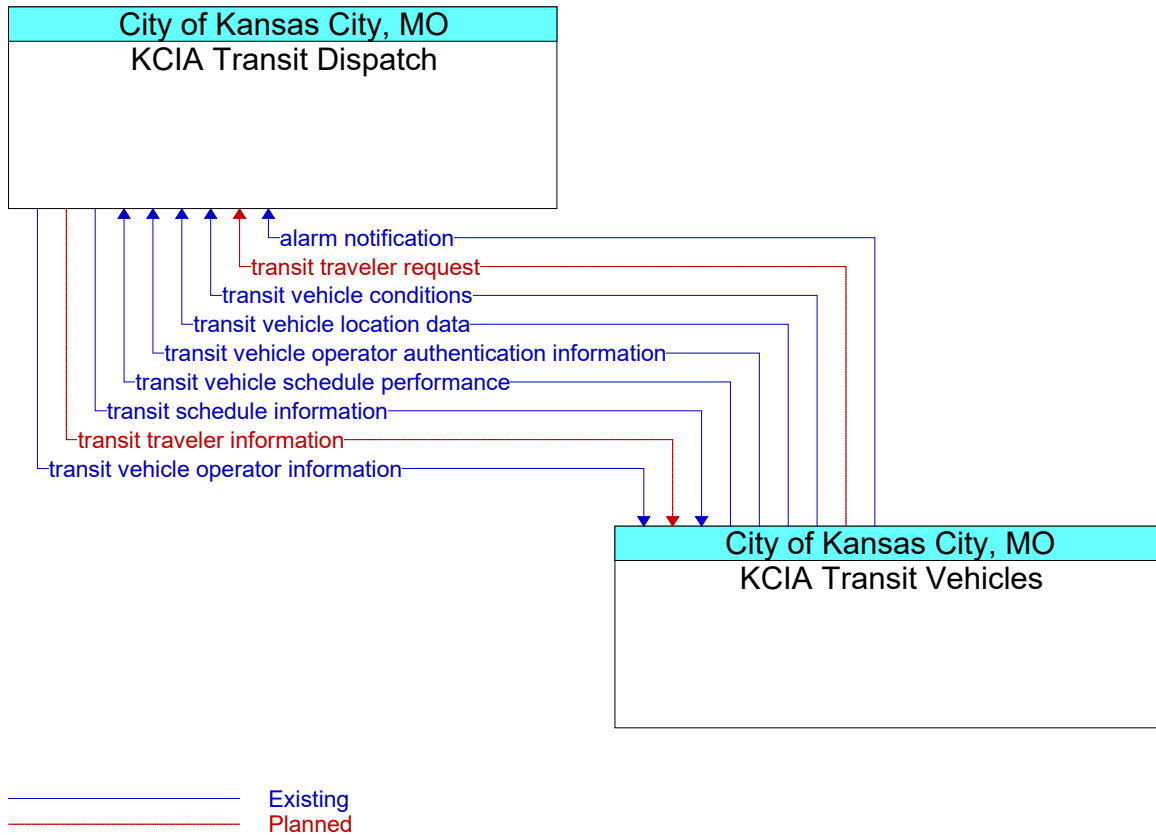 City of Kansas City, MO
KCIA Transit Dispatch
alarm notification
transit traveler request
transit vehicle conditions
transit vehicle location data
transit vehicle operator authentication information
transit vehicle schedule performance
transit schedule information
transit traveler information
transit vehicle operator information
City of Kansas City, MO
KCIA Transit Vehicles
Existing
Planned